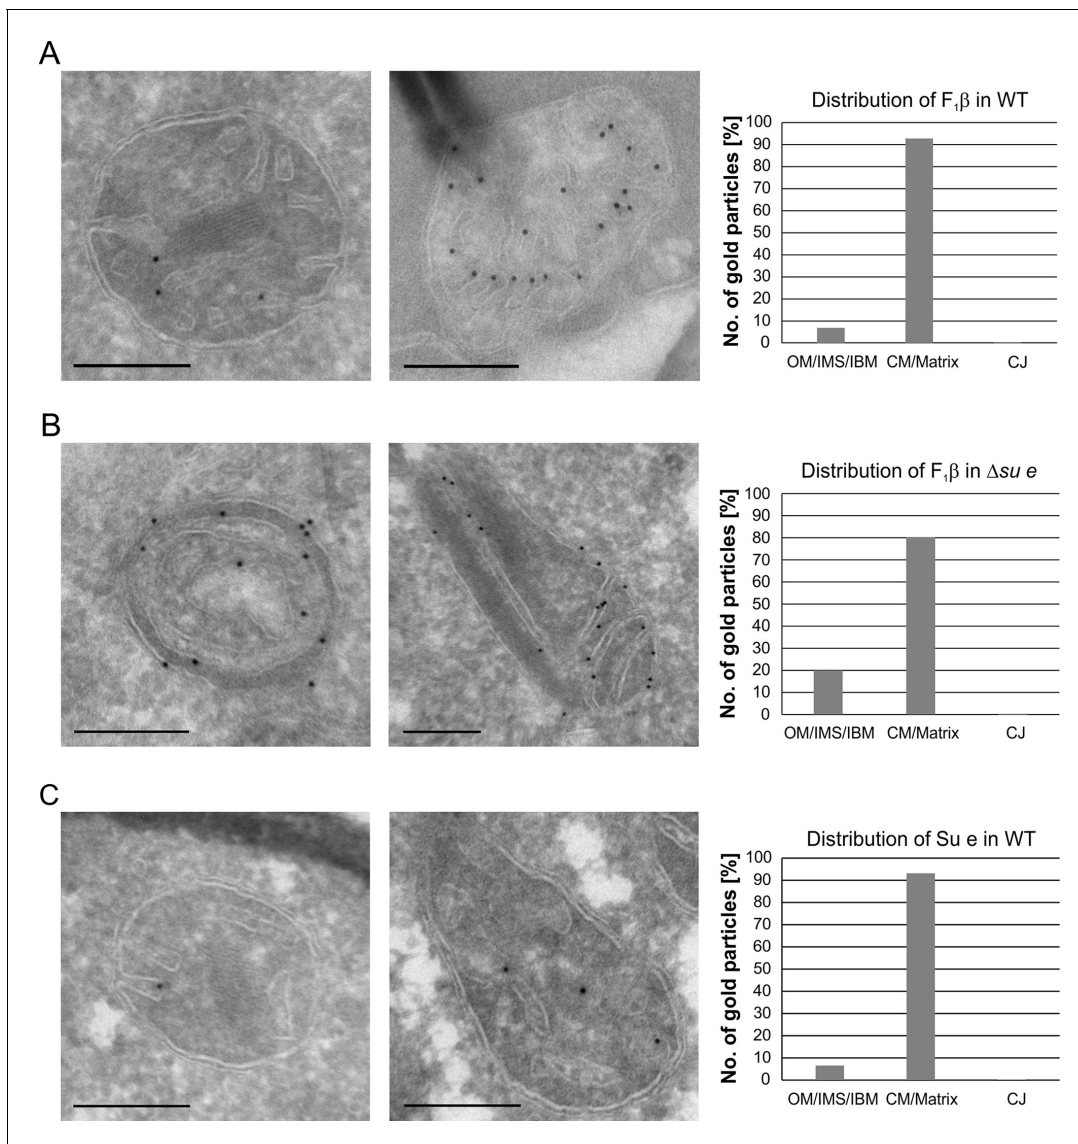 A
Distribution of F₁β in WT
No. of gold particles [%]
100
90
80
70
60
50
40
30
20
10
0
OM/IMS/IBM CM/Matrix CJ
B
Distribution of F₁β in Δsu e
No. of gold particles [%]
100
90
80
70
60
50
40
30
20
10
0
OM/IMS/IBM CM/Matrix CJ
C
Distribution of Su e in WT
No. of gold particles [%]
100
90
80
70
60
50
40
30
20
10
0
OM/IMS/IBM CM/Matrix CJ